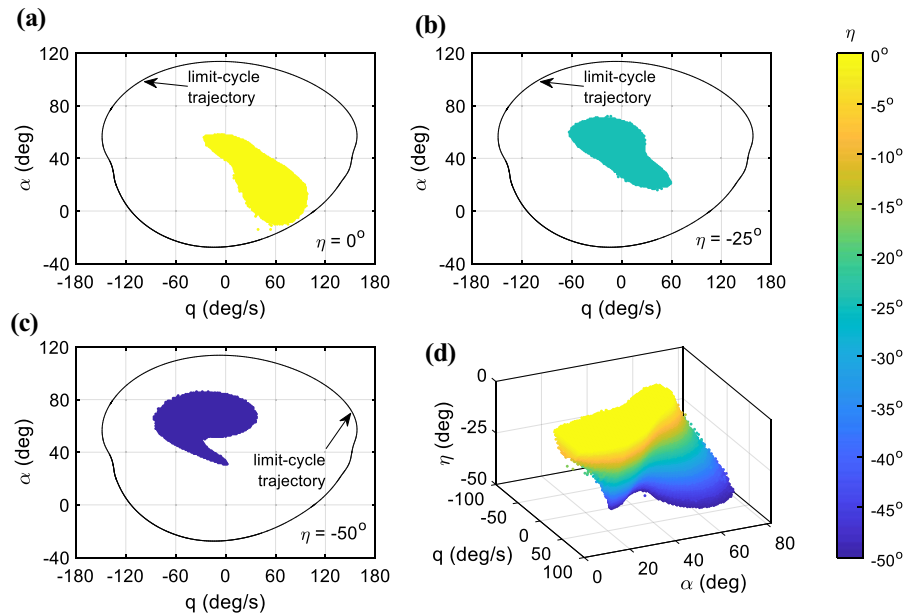 (a)
120
80
40
0
-40
α (deg)
limit-cycle
trajectory
η = 0°
-180 -120 -60 0 60 120 180
q (deg/s)
(b)
120
80
40
0
-40
α (deg)
limit-cycle
trajectory
η = -25°
-180 -120 -60 0 60 120 180
q (deg/s)
(c)
120
80
40
0
-40
α (deg)
limit-cycle
trajectory
η = -50°
-180 -120 -60 0 60 120 180
q (deg/s)
(d)
0
-25
-50
η (deg)
-100
-50
0
50
100
q (deg/s)
0 20 40 60 80
α (deg)
η
0°
-5°
-10°
-15°
-20°
-25°
-30°
-35°
-40°
-45°
-50°